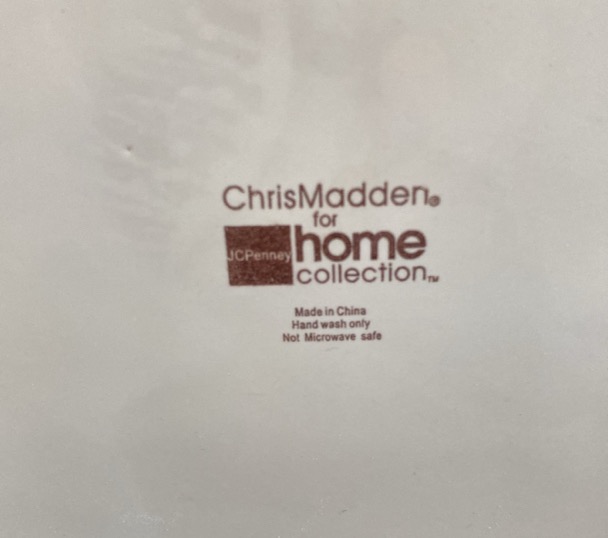 ChrisMadden®
for
JCPenney home
collection™
Made in China
Hand wash only
Not Microwave safe